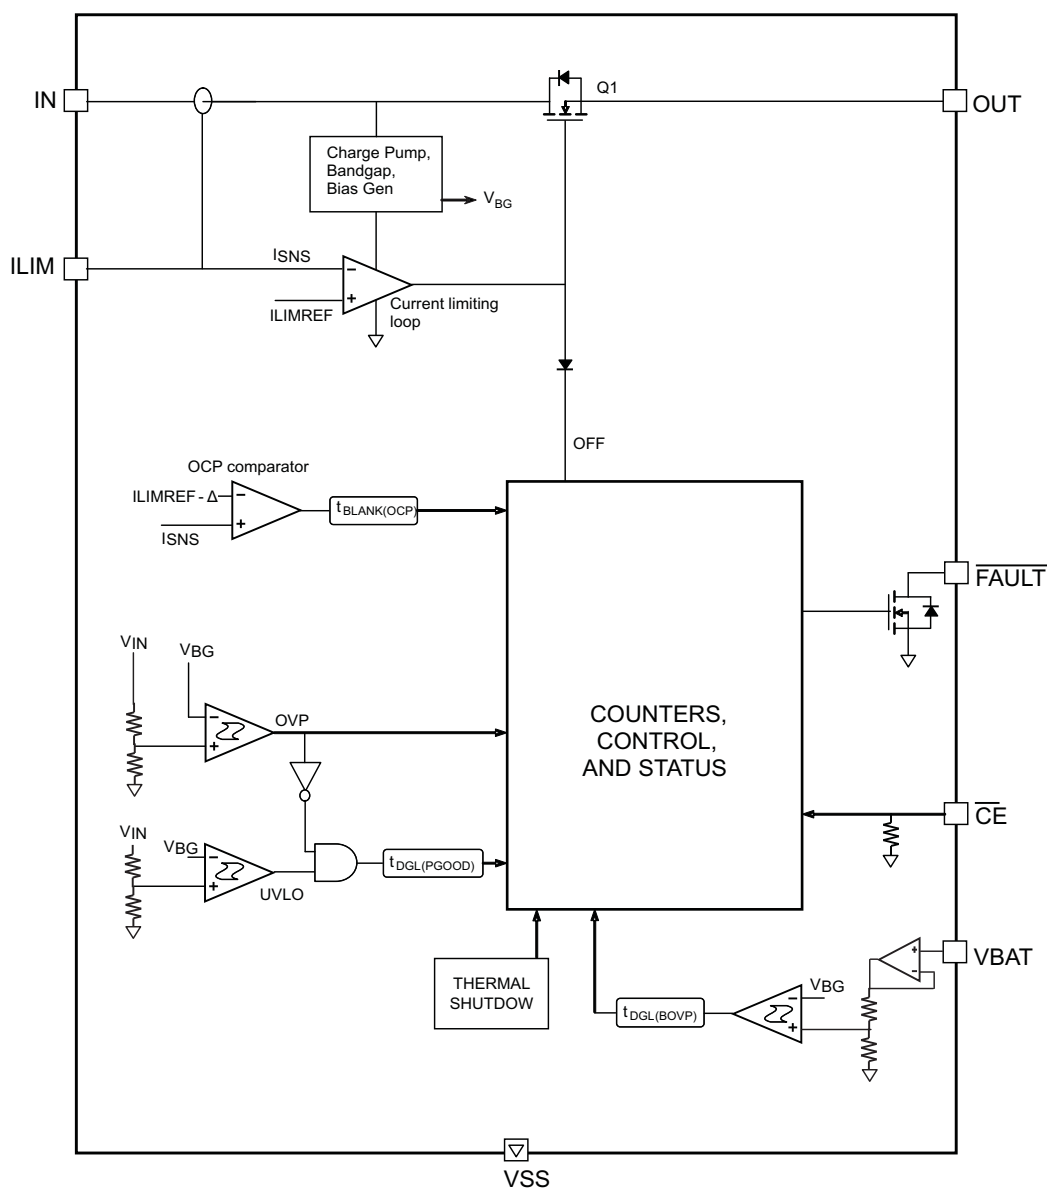 Q1
IN
OUT
Charge Pump,
Bandgap,
Bias Gen
VBG
ILIM
ISNS
−
+
ILIMREF
Current limiting
loop
OFF
OCP comparator
ILIMREF - Δ
−
+
ISNS
tBLANK(OCP)
FAULT
VIN
VBG
−
+
OVP
COUNTERS,
CONTROL,
AND STATUS
CE
VIN
VBG
−
+
UVLO
tDGL(PGOOD)
VBAT
+
−
THERMAL
SHUTDOW
tDGL(BOVP)
VBG
−
+
VSS